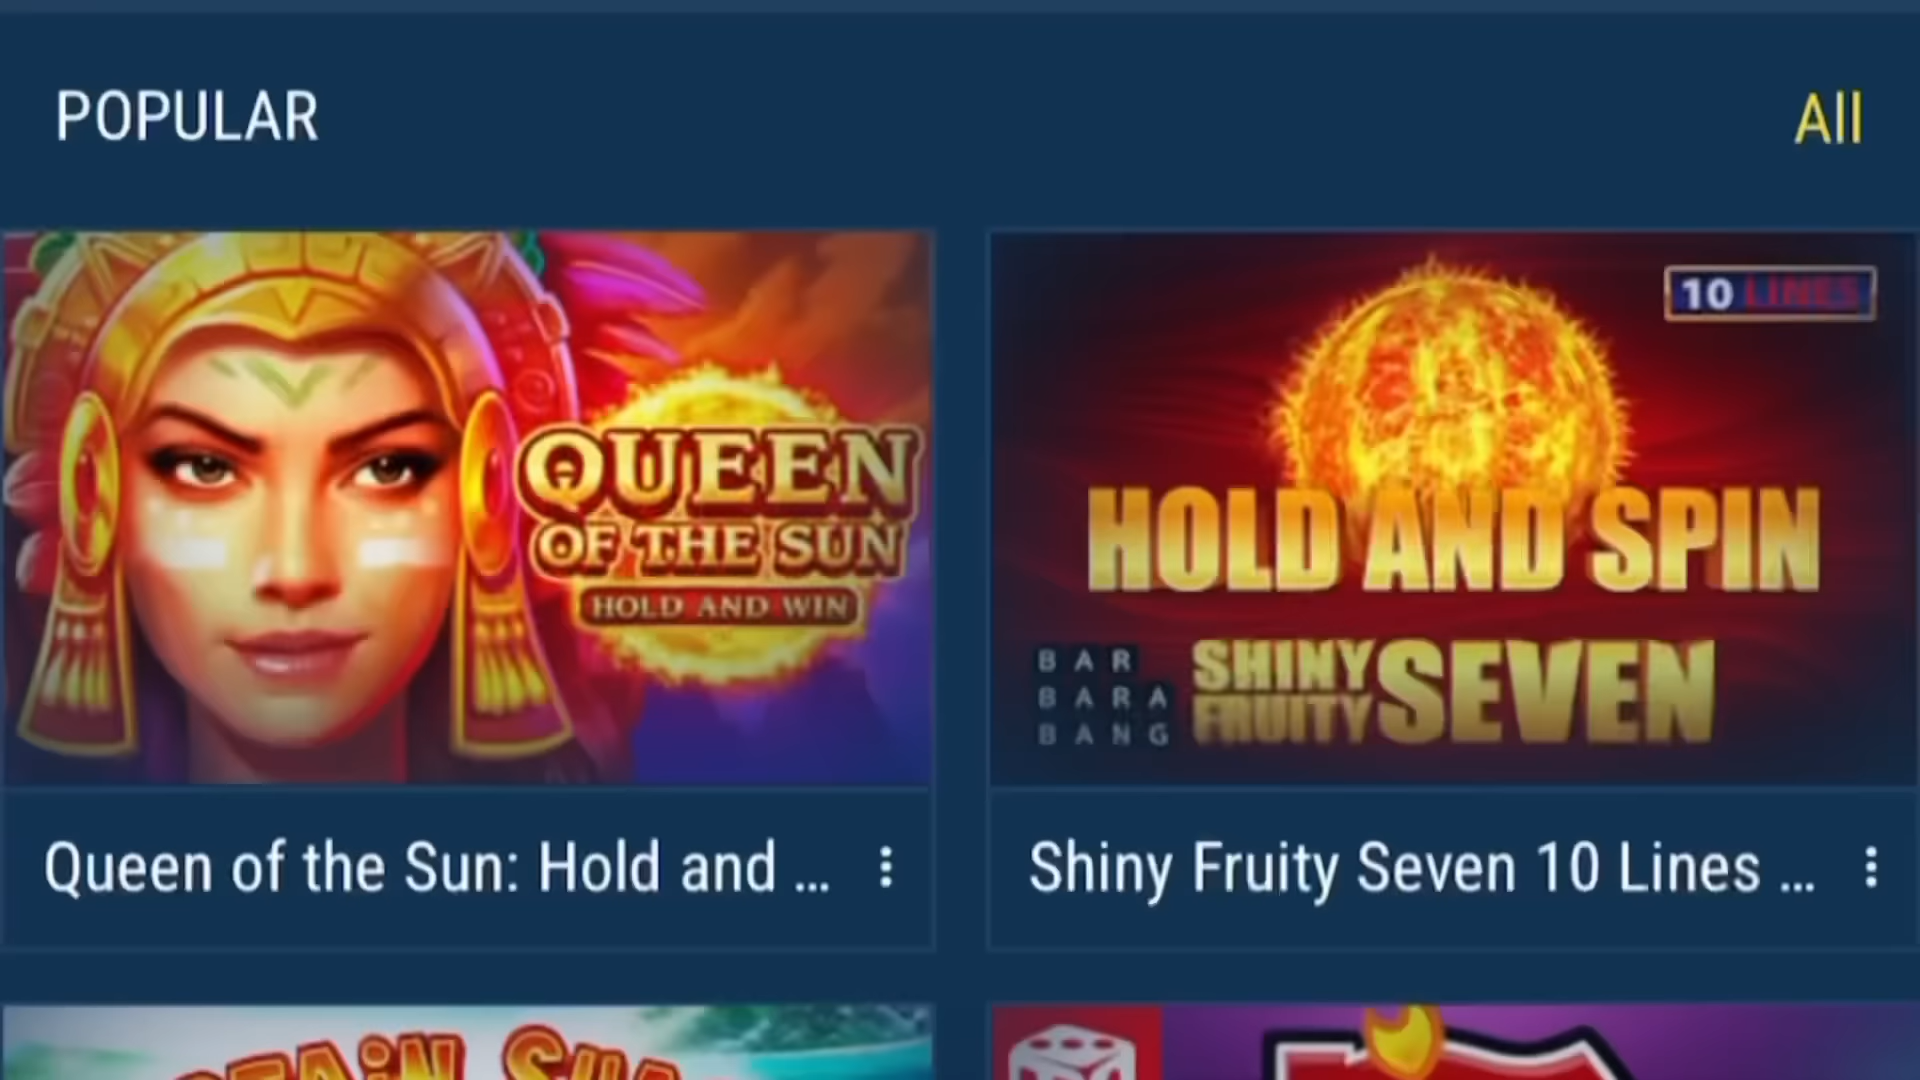 POPULAR
All
QUEEN
OF THE SUN
HOLD AND WIN
10 LINES
HOLD AND SPIN
BAR
BARA
BANG
SHINY
FRUITY
SEVEN
Queen of the Sun: Hold and ...
Shiny Fruity Seven 10 Lines ...